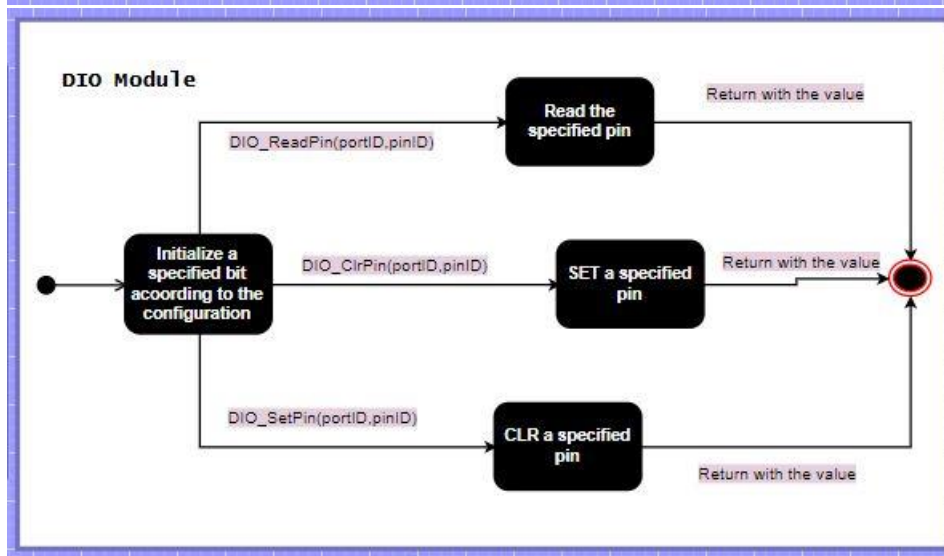 DIO Module
Read the
specified pin
Return with the value
DIO_ReadPin(portID,pinID)
Initialize a
specified bit
acoording to the
configuration
DIO_ClrPin(portID,pinID)
SET a specified
pin
Return with the value
DIO_SetPin(portID,pinID)
CLR a specified
pin
Return with the value